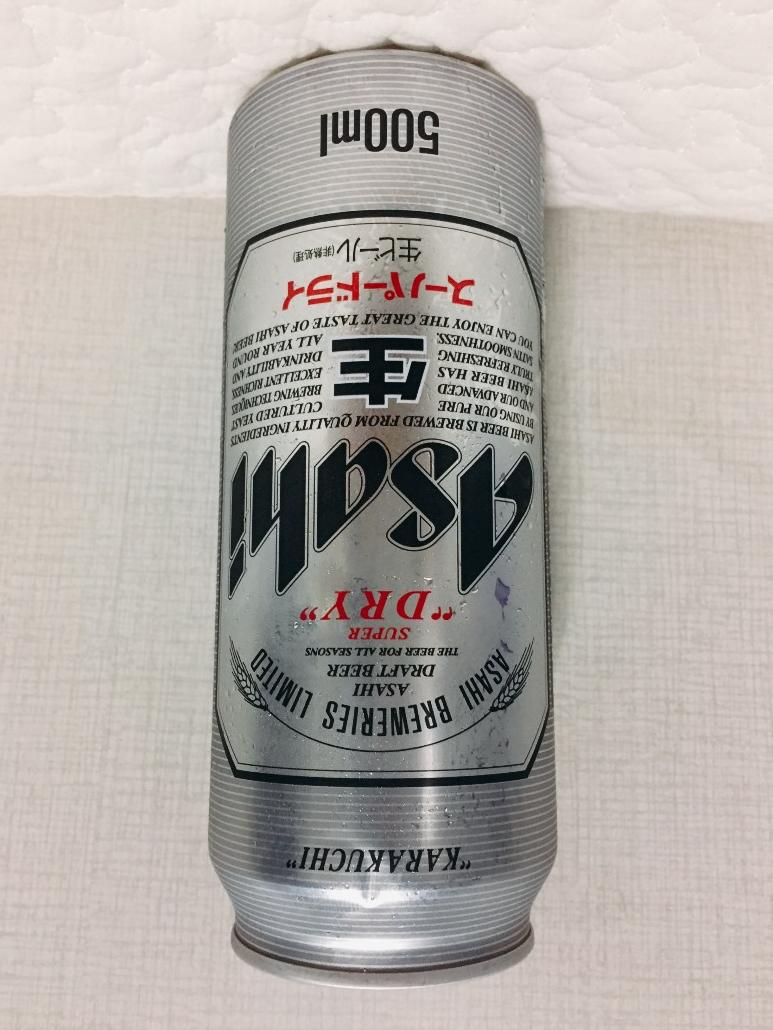 "KARAKUCHI"
ASAHI BREWERIES LIMITED
ASAHI
DRAFT BEER
THE BEER FOR ALL SEASONS
SUPER
"DRY"
Asahi
ASAHI BEER IS BREWED FROM QUALITY INGREDIENTS
BY USING OUR PURE CULTURED YEAST
AND OUR ADVANCED BREWING TECHNIQUES.
ASAHI BEER HAS EXCELLENT RICHNESS,
TRULY REFRESHING DRINKABILITY AND
SATIN SMOOTHNESS. ALL YEAR ROUND
YOU CAN ENJOY THE GREAT TASTE OF ASAHI BEER!
生
スーパードライ
生ビール(非熱処理)
500ml